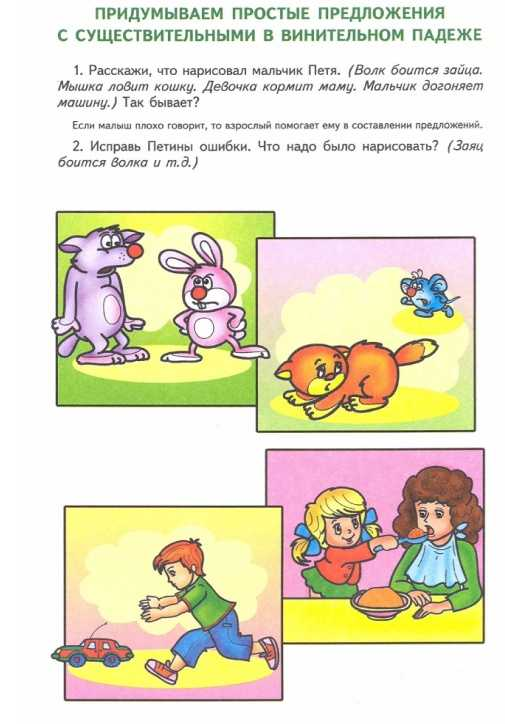 ПРИДУМЫВАЕМ ПРОСТЫЕ ПРЕДЛОЖЕНИЯ
С СУЩЕСТВИТЕЛЬНЫМИ В ВИНИТЕЛЬНОМ ПАДЕЖЕ
1. Расскажи, что нарисовал мальчик Петя. (Волк боится зайца.
Мышка ловит кошку. Девочка кормит маму. Мальчик догоняет
машину.) Так бывает?
Если малыш плохо говорит, то взрослый помогает ему в составлении предложений.
2. Исправь Петины ошибки. Что надо было нарисовать? (Заяц
боится волка и т.д.)